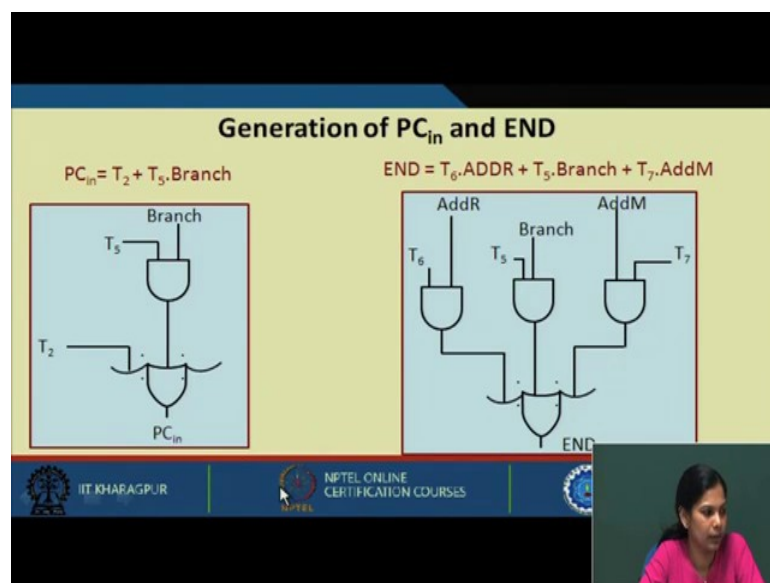 Generation of PCin and END
PCin= T2 + T5.Branch
END = T6.ADDR + T5.Branch + T7.AddM
Branch
T5
T2
PCin
AddR
AddM
Branch
T6
T5
T7
END
IIT KHARAGPUR
NPTEL ONLINE
CERTIFICATION COURSES
NPTEL